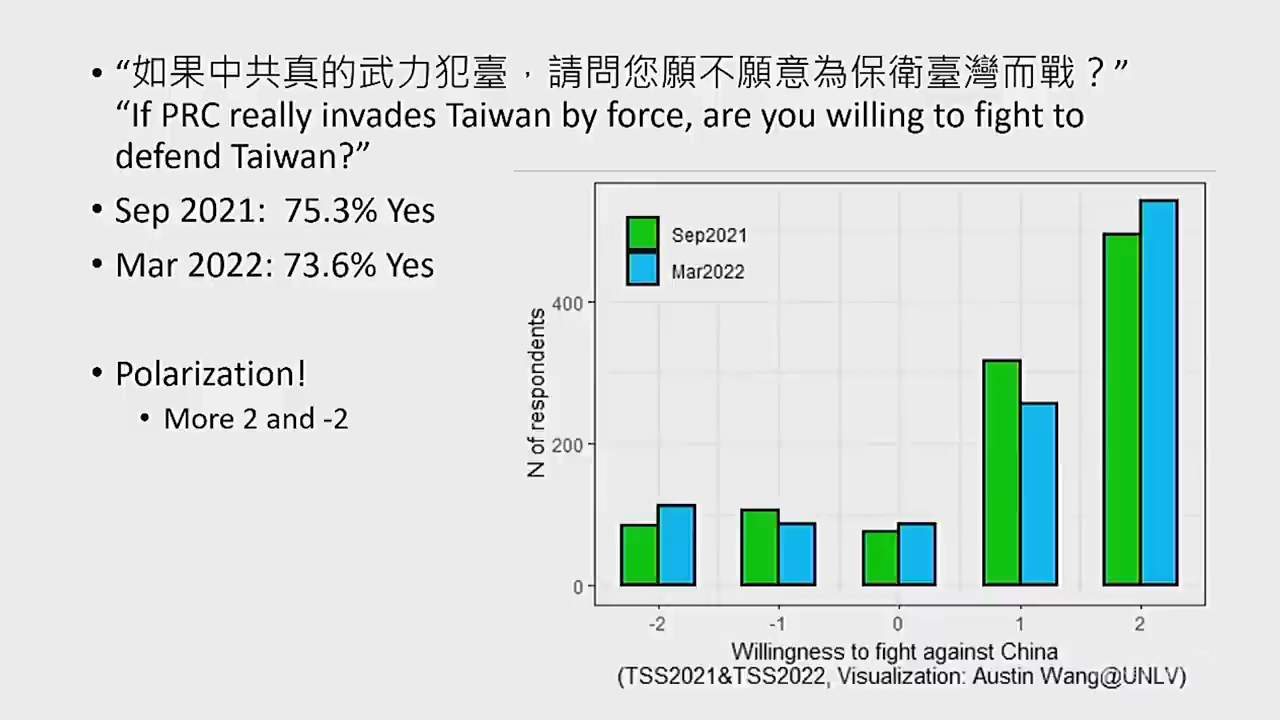 • “如果中共真的武力犯臺，請問您願不願意為保衛臺灣而戰？”
“If PRC really invades Taiwan by force, are you willing to fight to
defend Taiwan?”
• Sep 2021: 75.3% Yes
• Mar 2022: 73.6% Yes
• Polarization!
• More 2 and -2
Sep2021
Mar2022
N of respondents
400
200
0
-2 -1 0 1 2
Willingness to fight against China
(TSS2021&TSS2022, Visualization: Austin Wang@UNLV)